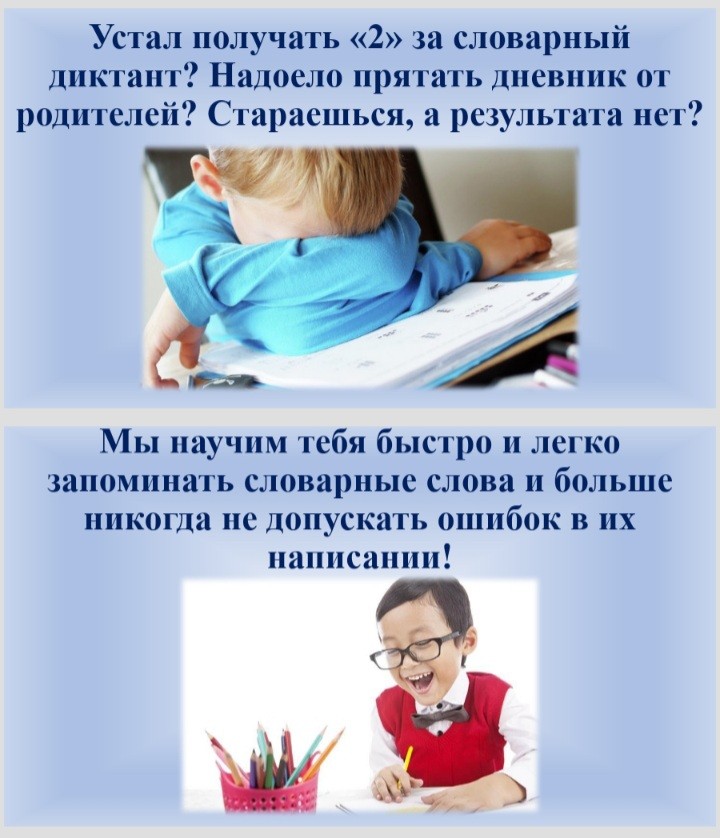 Устал получать «2» за словарный
диктант? Надоело прятать дневник от
родителей? Стараешься, а результата нет?
Мы научим тебя быстро и легко
запоминать словарные слова и больше
никогда не допускать ошибок в их
написании!